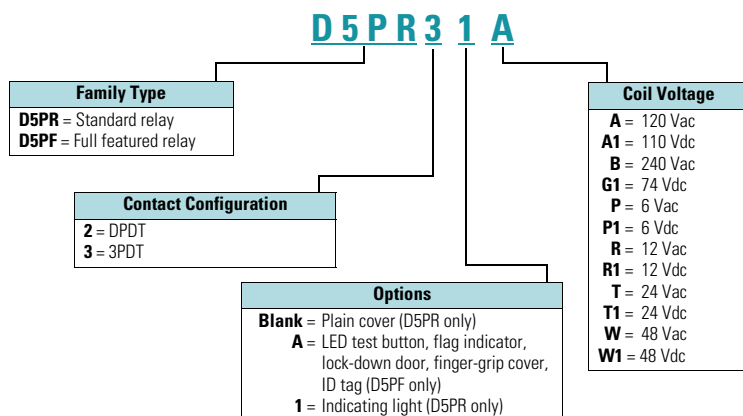 D 5 P R 3 1 A
Family Type
D5PR = Standard relay
D5PF = Full featured relay
Contact Configuration
2 = DPDT
3 = 3PDT
Options
Blank = Plain cover (D5PR only)
A = LED test button, flag indicator,
lock-down door, finger-grip cover,
ID tag (D5PF only)
1 = Indicating light (D5PR only)
Coil Voltage
A = 120 Vac
A1 = 110 Vdc
B = 240 Vac
G1 = 74 Vdc
P = 6 Vac
P1 = 6 Vdc
R = 12 Vac
R1 = 12 Vdc
T = 24 Vac
T1 = 24 Vdc
W = 48 Vac
W1 = 48 Vdc